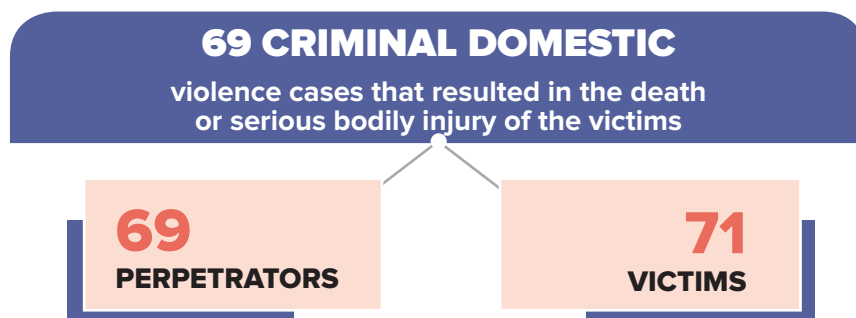 69 CRIMINAL DOMESTIC
violence cases that resulted in the death
or serious bodily injury of the victims
69
PERPETRATORS
71
VICTIMS